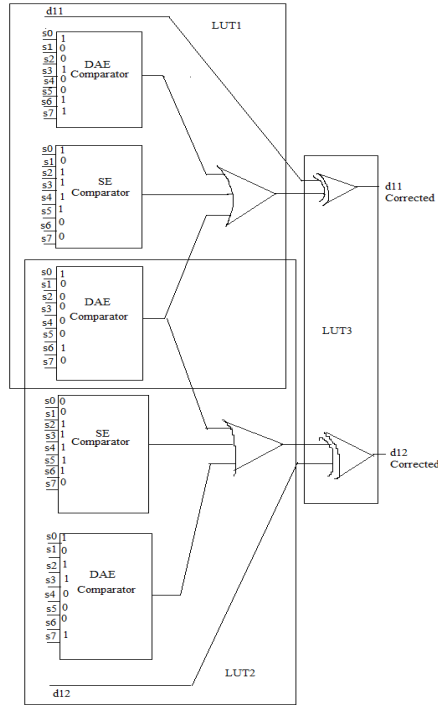 d11
LUT1
s0 1
s1 0
s2 0
s3 1
s4 0
s5 0
s6 1
s7 1
DAE
Comparator
s0 1
s1 0
s2 1
s3 1
s4 1
s5 1
s6 0
s7 0
SE
Comparator
d11
Corrected
s0 1
s1 0
s2 0
s3 0
s4 0
s5 0
s6 1
s7 0
DAE
Comparator
LUT3
s0 0
s1 0
s2 1
s3 1
s4 1
s5 1
s6 1
s7 0
SE
Comparator
d12
Corrected
s0 1
s1 0
s2 1
s3 1
s4 0
s5 0
s6 0
s7 1
DAE
Comparator
LUT2
d12